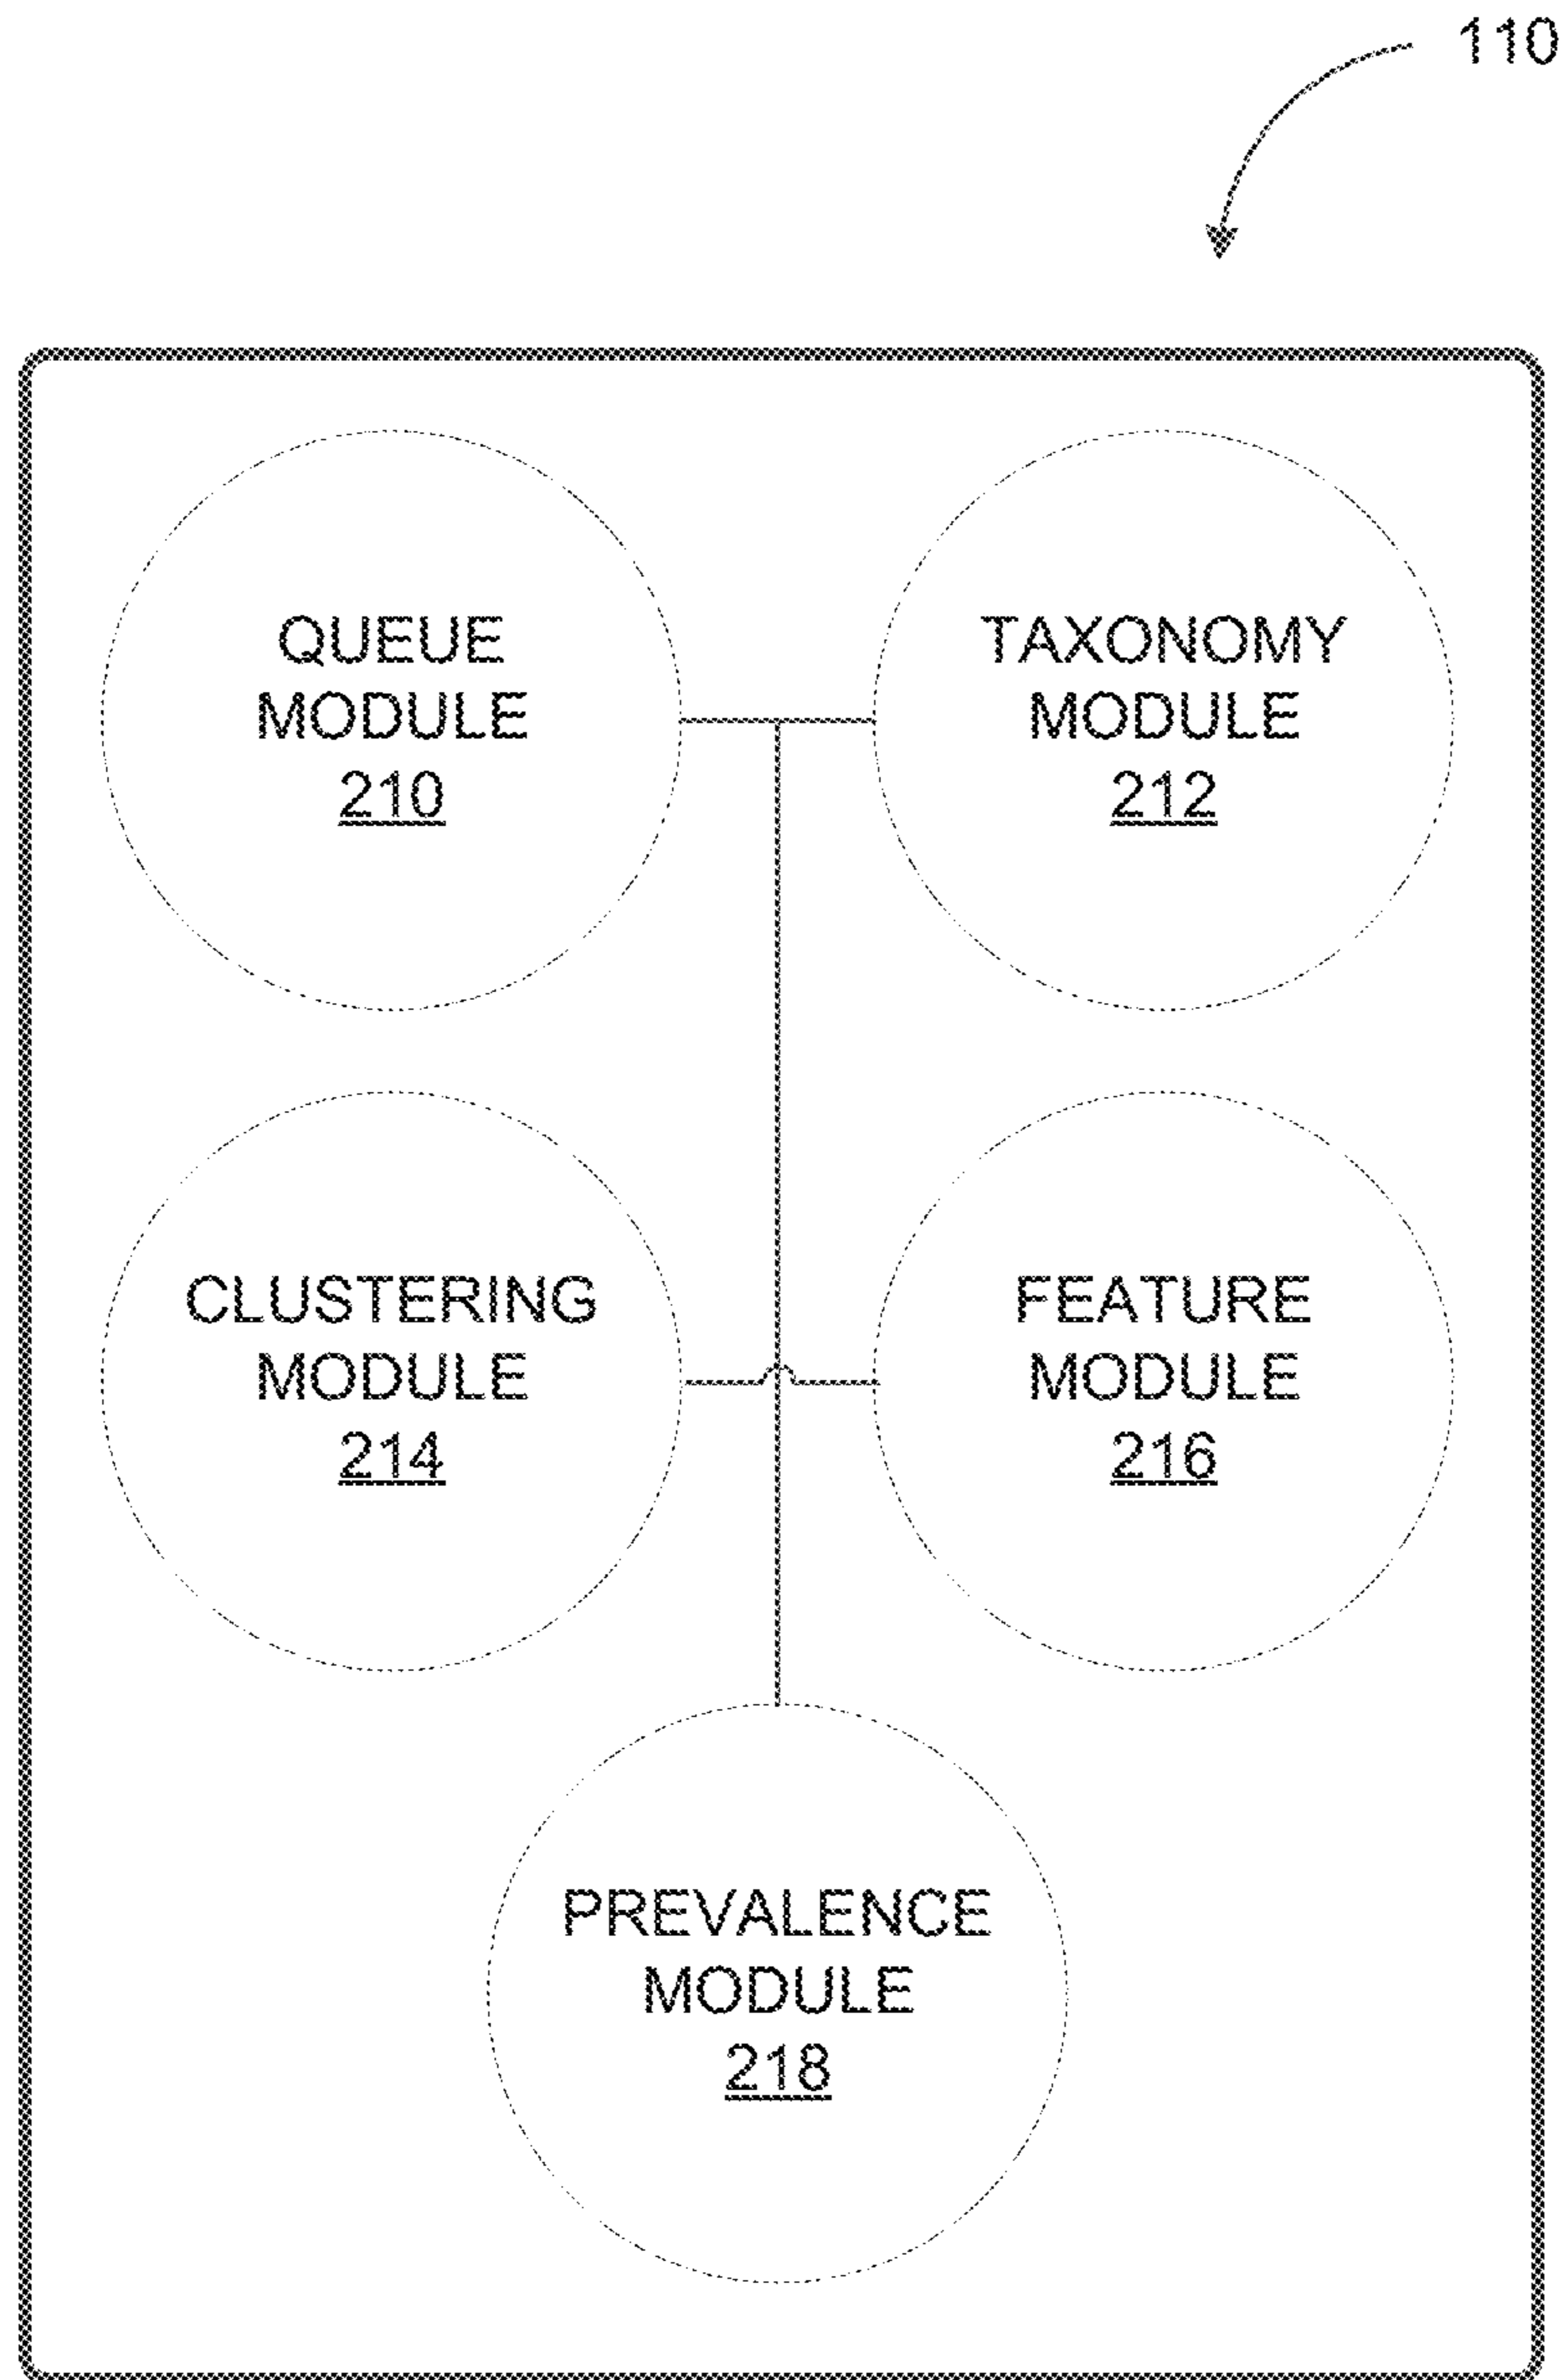 110
QUEUE
MODULE
210
TAXONOMY
MODULE
212
CLUSTERING
MODULE
214
FEATURE
MODULE
216
PREVALENCE
MODULE
218